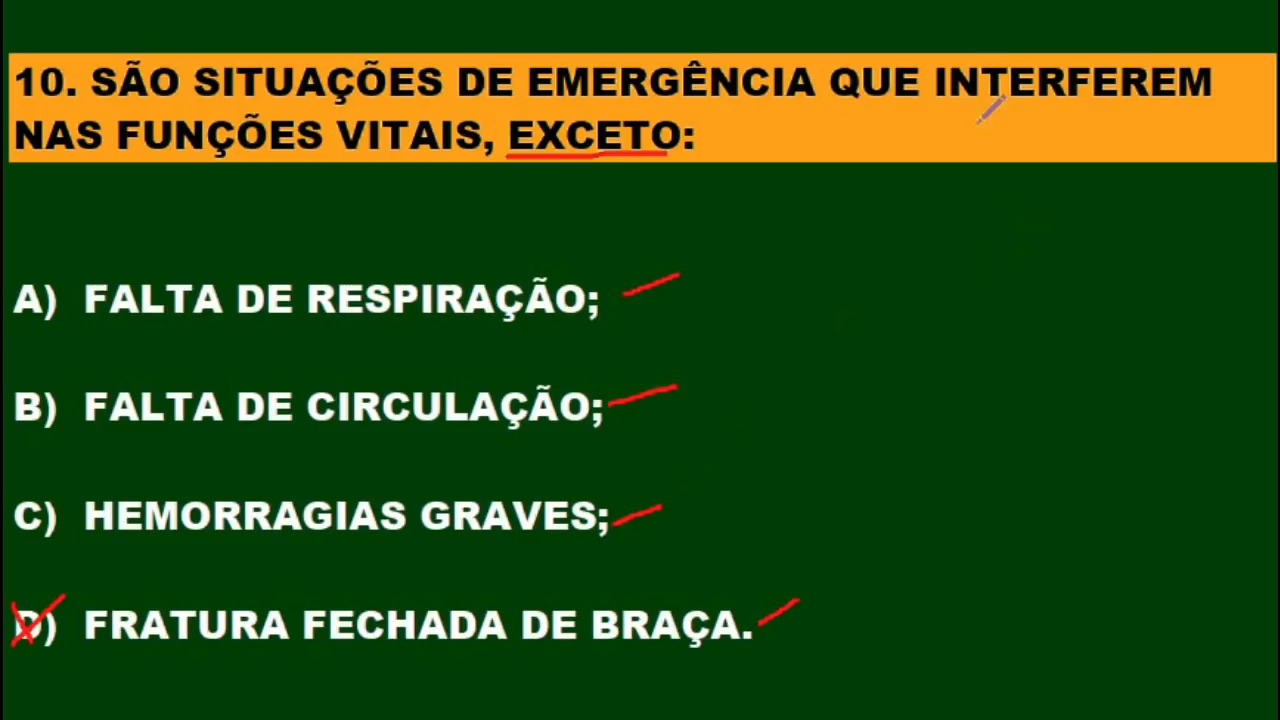 10. SÃO SITUAÇÕES DE EMERGÊNCIA QUE INTERFEREM
NAS FUNÇÕES VITAIS, EXCETO:
A) FALTA DE RESPIRAÇÃO;
B) FALTA DE CIRCULAÇÃO;
C) HEMORRAGIAS GRAVES;
D) FRATURA FECHADA DE BRAÇA.